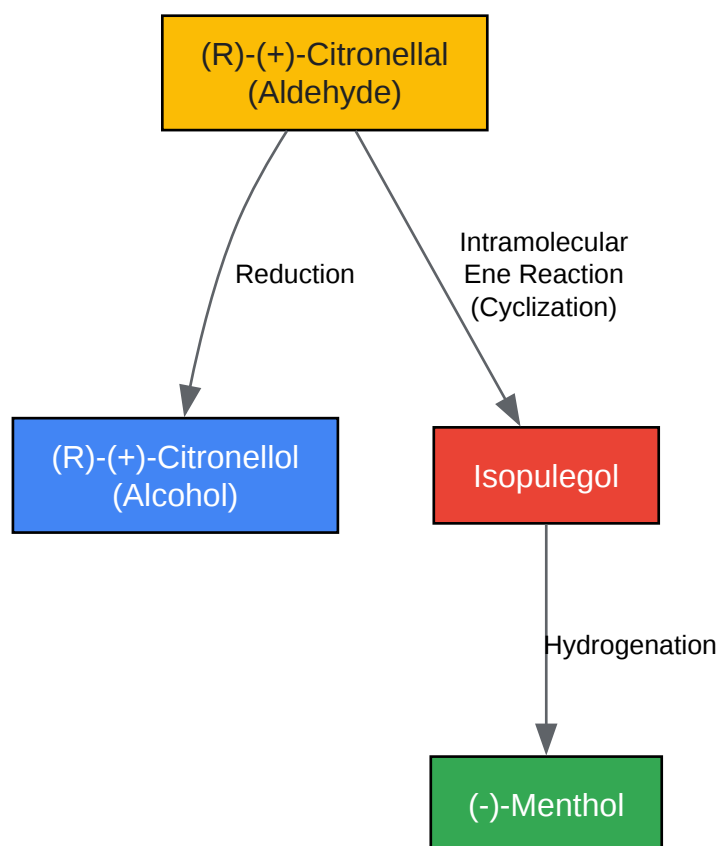 (R)-(+)-Citronellal
(Aldehyde)
Reduction
Intramolecular
Ene Reaction
(Cyclization)
(R)-(+)-Citronellol
(Alcohol)
Isopulegol
Hydrogenation
(-)-Menthol